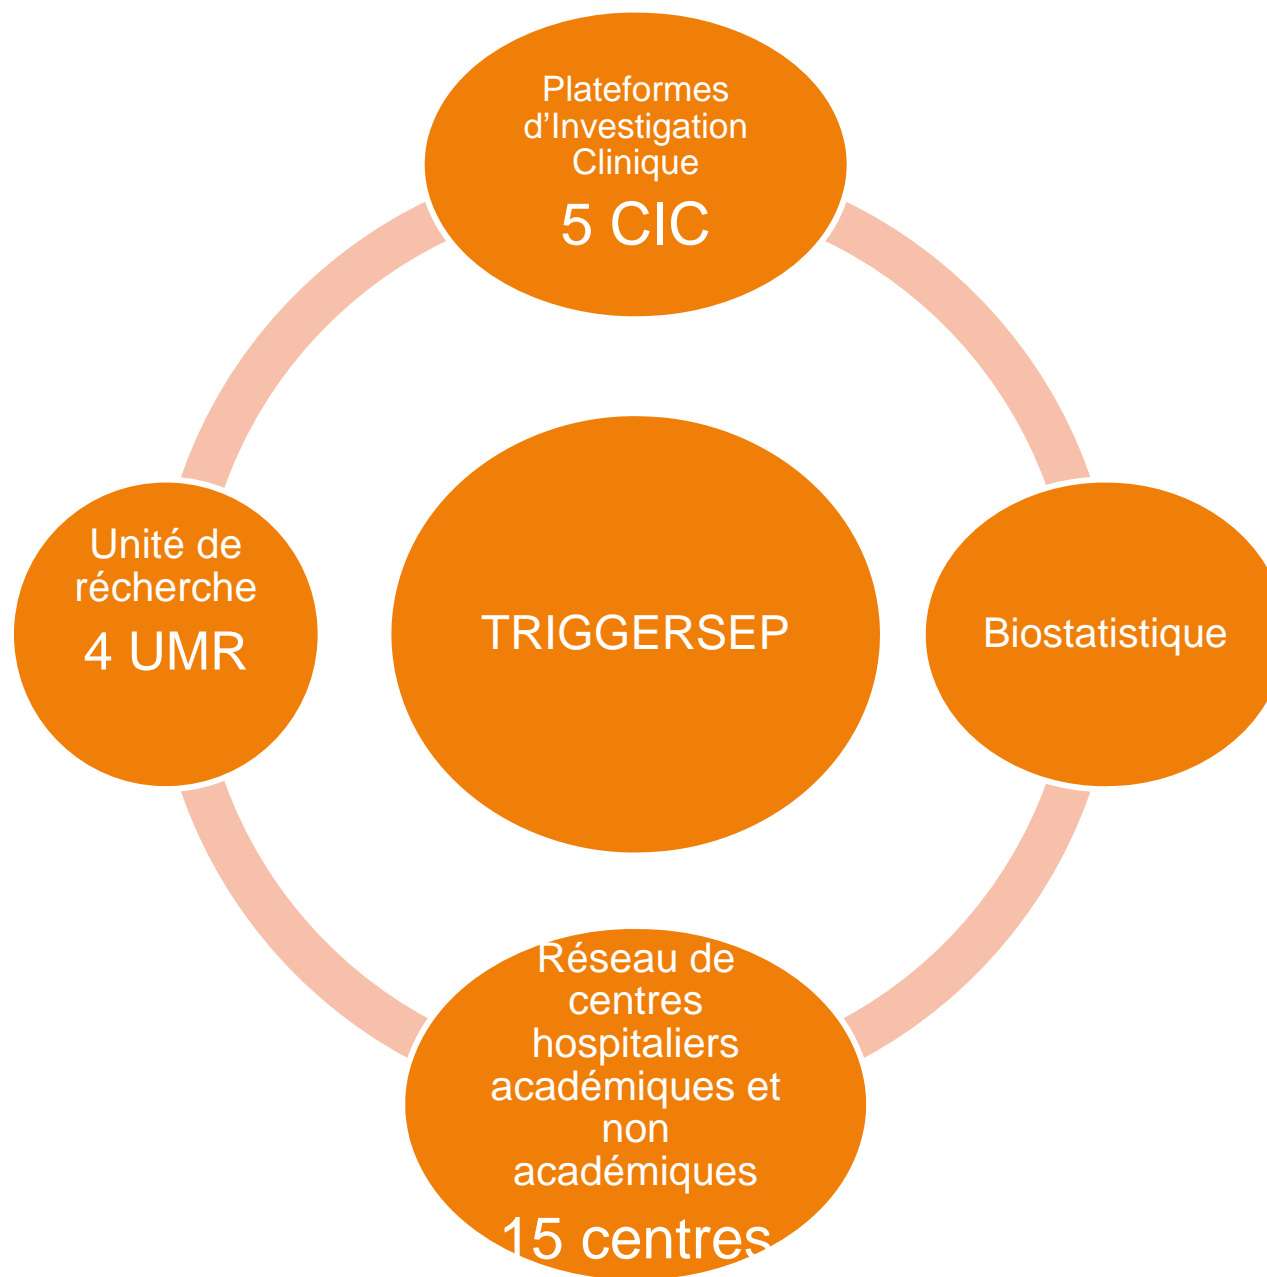 Plateformes
d’Investigation
Clinique
5 CIC
Unité de
récherche
4 UMR
TRIGGERSEP
Biostatistique
Réseau de
centres
hospitaliers
académiques et
non
académiques
15 centres